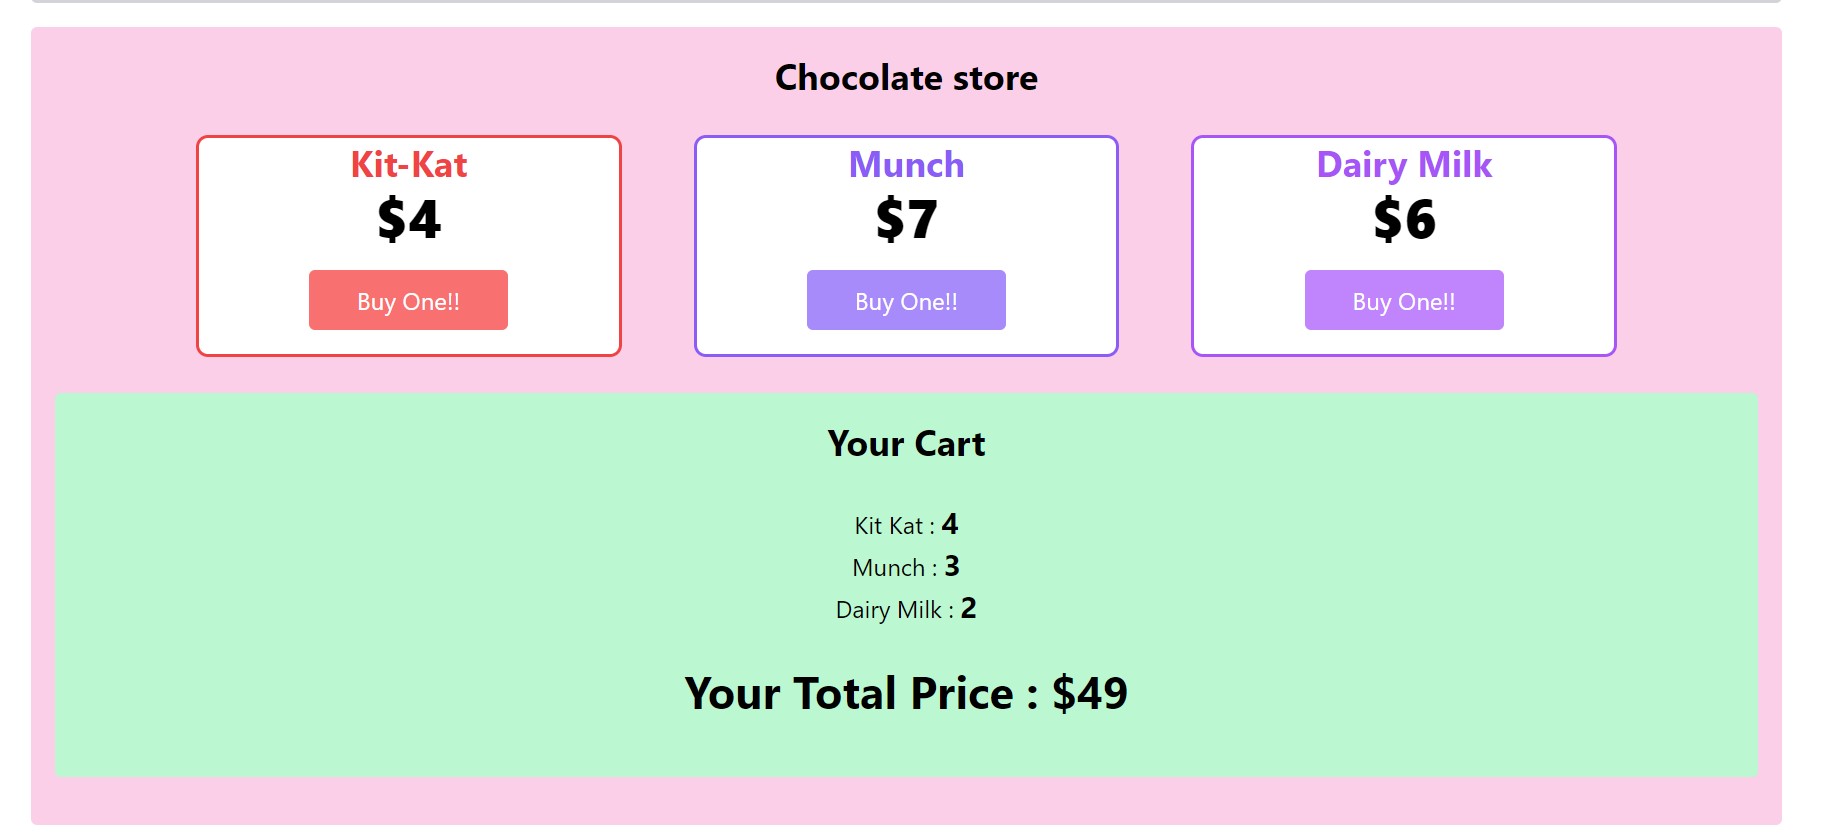 Chocolate store
Kit-Kat
$4
Buy One!!
Munch
$7
Buy One!!
Dairy Milk
$6
Buy One!!
Your Cart
Kit Kat : 4
Munch : 3
Dairy Milk : 2
Your Total Price : $49